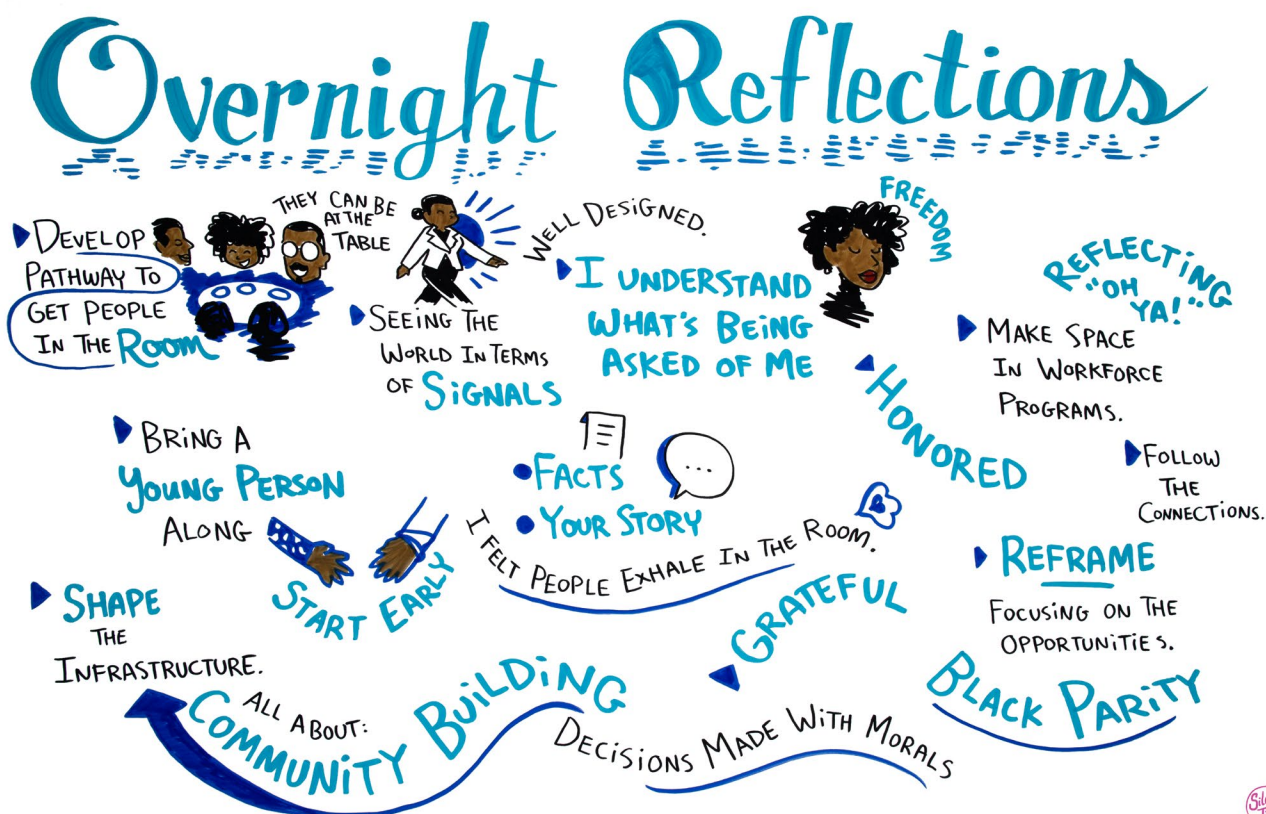 Overnight Reflections
DEVELOP
PATHWAY TO
GET PEOPLE
IN THE ROOM
THEY CAN BE
AT THE
TABLE
SEEING THE
WORLD IN TERMS
OF SIGNALS
WELL DESIGNED.
I UNDERSTAND
WHAT'S BEING
ASKED OF ME
FREEDOM
REFLECTING
"OH
YA!"
MAKE SPACE
IN WORKFORCE
PROGRAMS.
HONORED
FOLLOW
THE
CONNECTIONS.
BRING A
YOUNG PERSON
ALONG
START EARLY
FACTS
YOUR STORY
I FELT PEOPLE EXHALE IN THE ROOM.
REFRAME
FOCUSING ON THE
OPPORTUNITIES.
SHAPE
THE
INFRASTRUCTURE.
GRATEFUL
BLACK PARITY
ALL ABOUT:
COMMUNITY BUILDING
DECISIONS MADE WITH MORALS